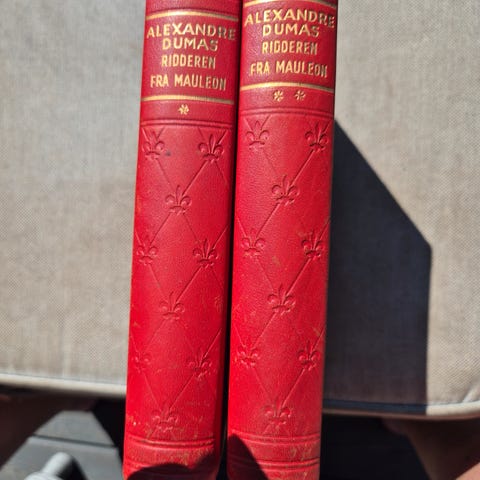 ALEXANDRE
DUMAS
RIDDEREN
FRA MAULEON
*
ALEXANDRE
DUMAS
RIDDEREN
FRA MAULEON
* *